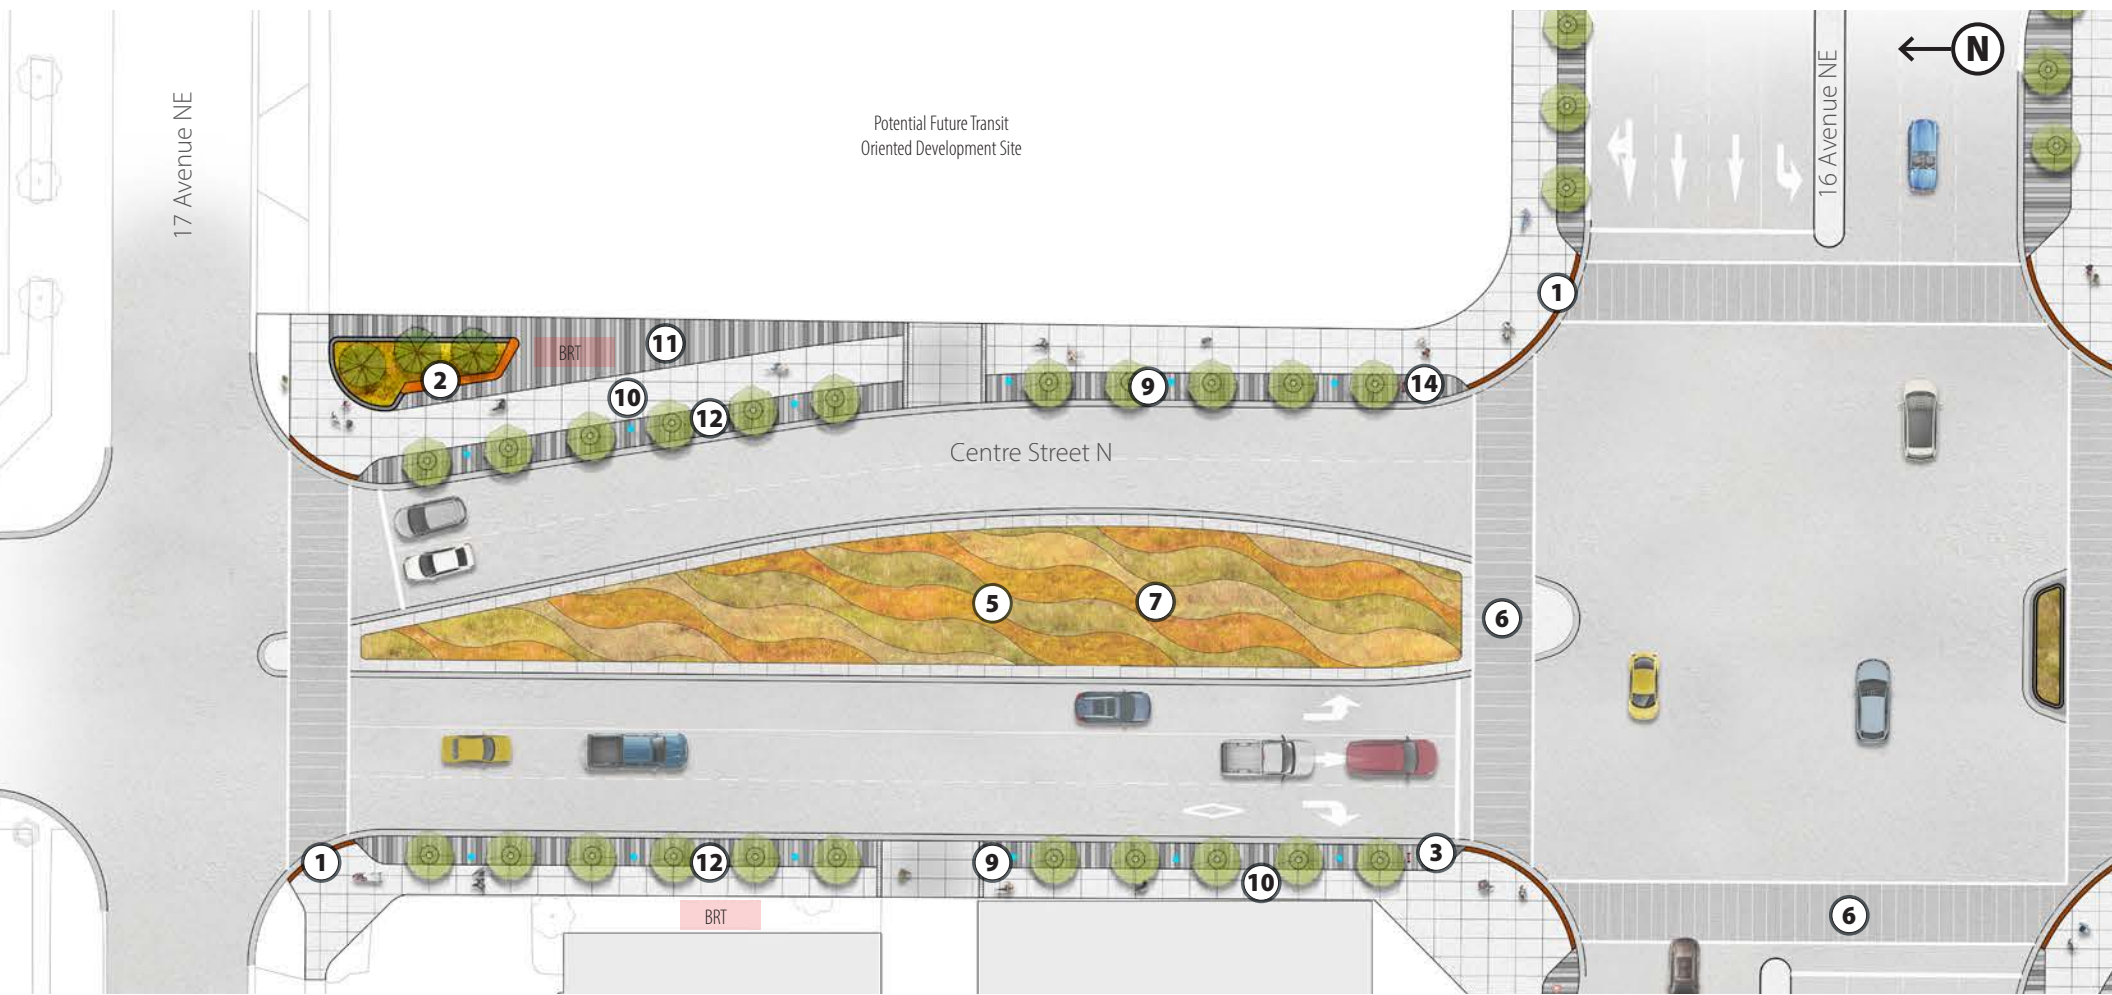 N
17 Avenue NE
Potential Future Transit
Oriented Development Site
16 Avenue NE
1
11
BRT
2
10
12
9
14
Centre Street N
5
7
6
1
12
9
3
10
BRT
6